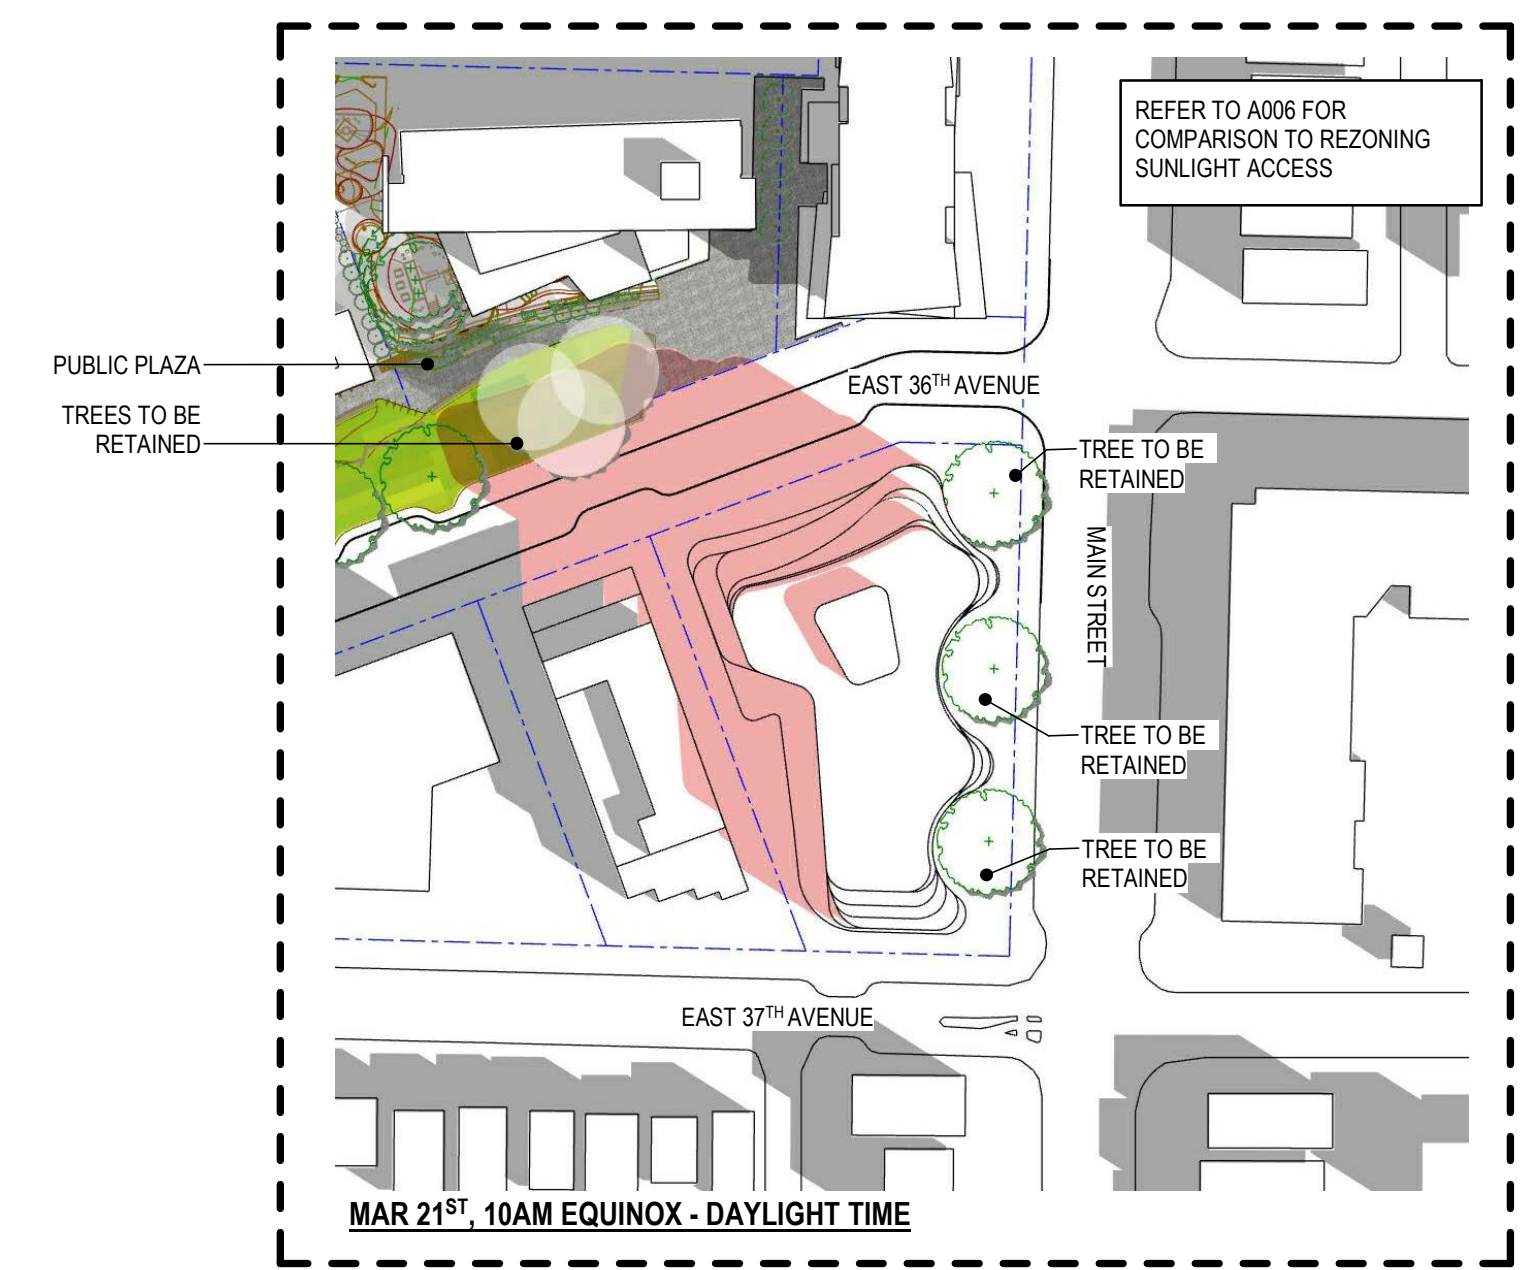 REFER TO A006 FOR
COMPARISON TO REZONING
SUNLIGHT ACCESS
PUBLIC PLAZA
TREES TO BE
RETAINED
EAST 36TH AVENUE
TREE TO BE
RETAINED
MAIN STREET
TREE TO BE
RETAINED
TREE TO BE
RETAINED
EAST 37TH AVENUE
MAR 21ST, 10AM EQUINOX - DAYLIGHT TIME